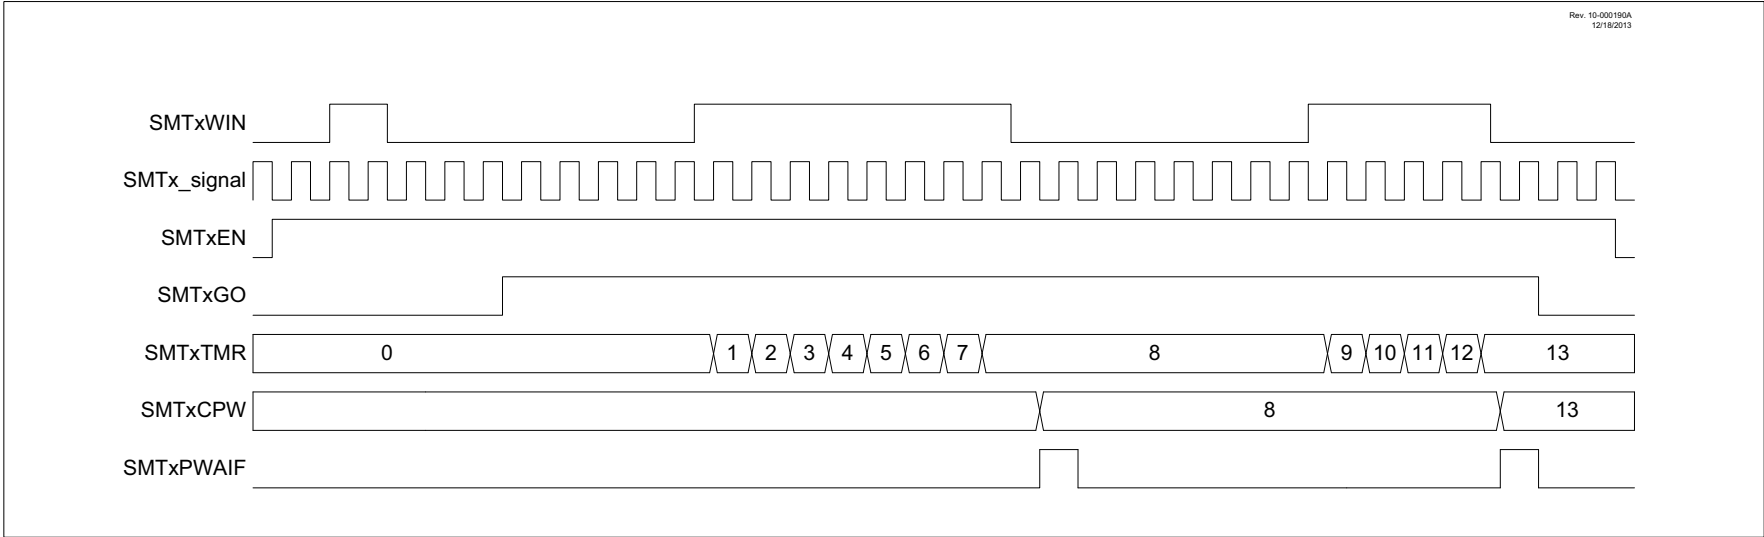 Rev. 10-000190A
12/18/2013
SMTxWIN
SMTx_signal
SMTxEN
SMTxGO
SMTxTMR 0 1 2 3 4 5 6 7 8 9 10 11 12 13
SMTxCPW 8 13
SMTxPWAIF